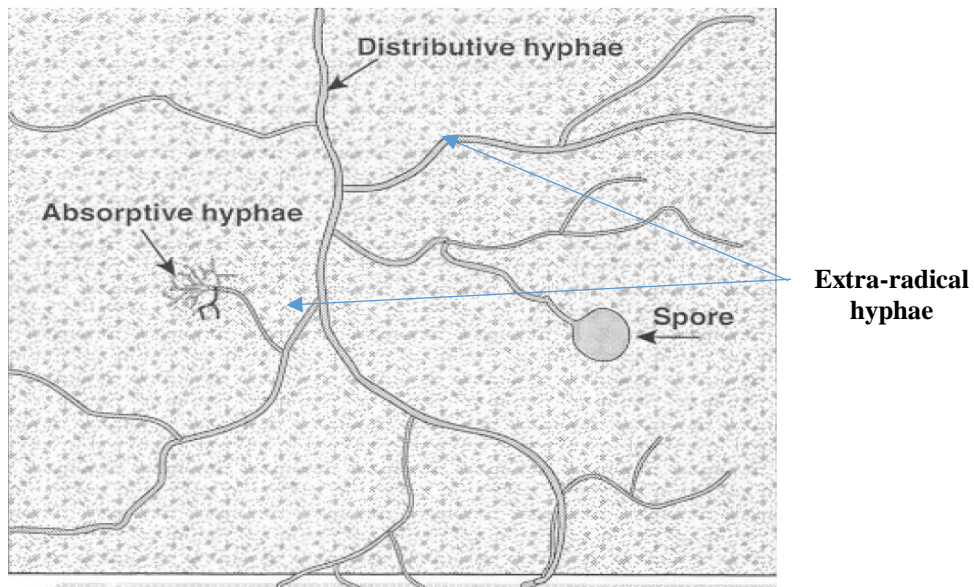 Distributive hyphae
Absorptive hyphae
Extra-radical
hyphae
Spore